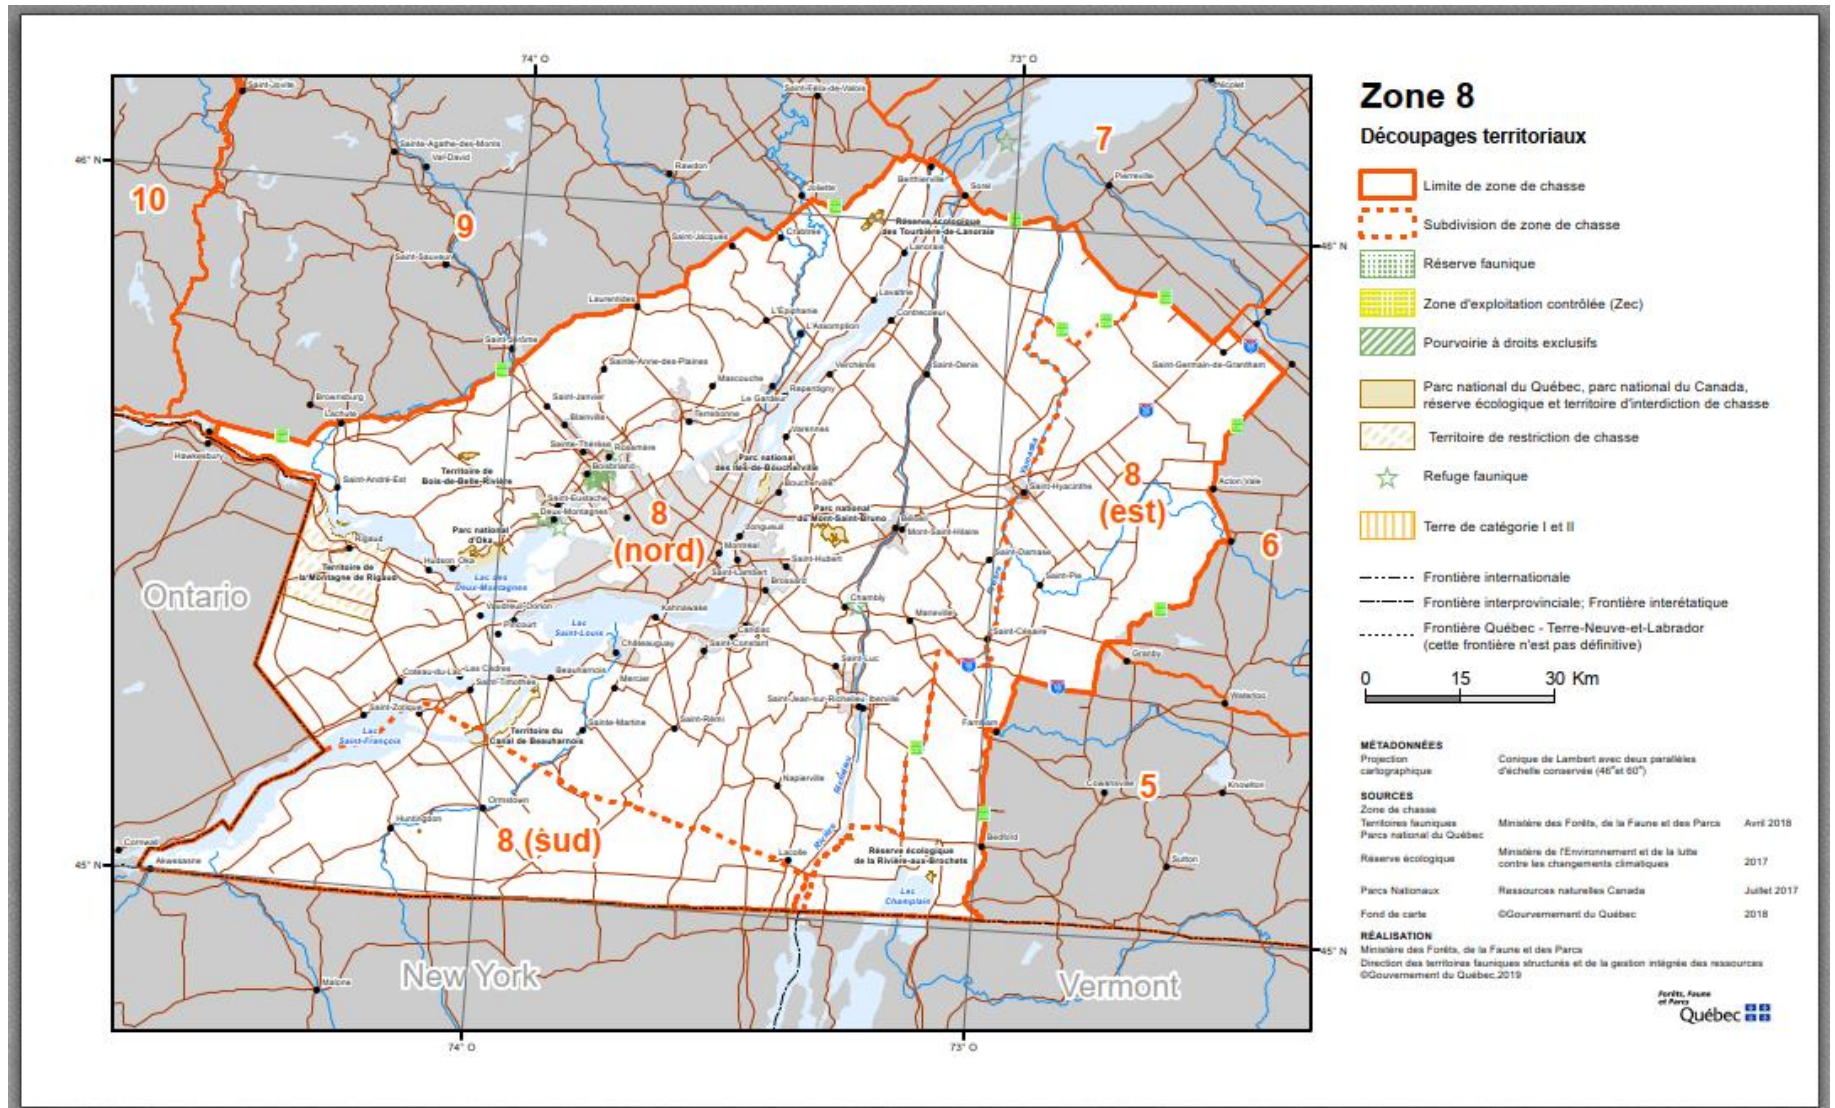 74° O
73° O
Saint-Jovite
Saint-Félix-de-Valois
Nicolet
7
46° N
Sainte-Agathe-des-Monts
Val-David
Rawdon
Berthierville
Sorel
Pierreville
10
9
Joliette
Saint-Jacques
Crabtree
Réserve écologique
des Tourbière-de-Lanoraie
46° N
Lanoraie
Saint-Sauveur
Laurentides
Lavaltrie
L'Épiphanie
Contrecoeur
L'Assomption
Saint-Jérôme
Sainte-Anne-des-Plaines
Verchères
Saint-Denis
Saint-Germain-de-Grantham
Mascouche
Repentigny
Le Gardeur
Brownsburg
Lachute
Saint-Janvier
Blainville
Terrebonne
Varennes
Hawkesbury
Sainte-Thérèse
Rosemère
Boisbriand
Parc national
des Îles-de-Boucherville
Yamaska
Saint-André-Est
Territoire de
Bois-de-Belle-Rivière
Boucherville
Saint-Hyacinthe
8
(est)
Acton Vale
Saint-Eustache
Deux-Montagnes
8
(nord)
Parc national
du Mont-Saint-Bruno
Beloeil
Mont-Saint-Hilaire
6
Parc national
d'Oka
Longueuil
Montréal
Rigaud
Hudson
Oka
Saint-Lambert
Saint-Hubert
Brossard
Saint-Damase
Saint-Pie
Territoire de
la Montagne de Rigaud
Lac des
Deux-Montagnes
Ontario
Vaudreuil-Dorion
Pincourt
Lac
Saint-Louis
Kahnawake
Chambly
Marieville
Rivière
Châteauguay
Candiac
Saint-Constant
Saint-Césaire
Granby
Coteau-du-Lac
Les Cèdres
Beauharnois
Mercier
Saint-Luc
Saint-Timothée
Saint-Jean-sur-Richelieu
Iberville
Waterloo
Saint-Zotique
Lac
Saint-François
Territoire du
Canal de Beauharnois
Sainte-Martine
Saint-Rémi
Farnham
Napierville
Richelieu
Cowansville
5
Knowlton
Ormstown
Huntingdon
8 (sud)
Rivière
Bedford
Cornwall
Akwesasne
45° N
Lacolle
Réserve écologique
de la Rivière-aux-Brochets
Sutton
Lac
Champlain
45° N
Malone
New York
Vermont
74° O
73° O
Zone 8
Découpages territoriaux
Limite de zone de chasse
Subdivision de zone de chasse
Réserve faunique
Zone d'exploitation contrôlée (Zec)
Pourvoirie à droits exclusifs
Parc national du Québec, parc national du Canada,
réserve écologique et territoire d'interdiction de chasse
Territoire de restriction de chasse
Refuge faunique
Terre de catégorie I et II
Frontière internationale
Frontière interprovinciale; Frontière interétatique
Frontière Québec - Terre-Neuve-et-Labrador
(cette frontière n'est pas définitive)
0 15 30 Km
MÉTADONNÉES
Projection cartographique Conique de Lambert avec deux parallèles
d'échelle conservée (46° et 60°)
SOURCES
Zone de chasse
Territoires fauniques Ministère des Forêts, de la Faune et des Parcs Avril 2018
Parcs national du Québec
Réserve écologique Ministère de l'Environnement et de la lutte
contre les changements climatiques 2017
Parcs Nationaux Ressources naturelles Canada Juillet 2017
Fond de carte ©Gourvernement du Québec 2018
RÉALISATION
Ministère des Forêts, de la Faune et des Parcs
Direction des territoires fauniques structurés et de la gestion intégrée des ressources
©Gouvernement du Québec,2019
Forêts, Faune
et Parcs
Québec